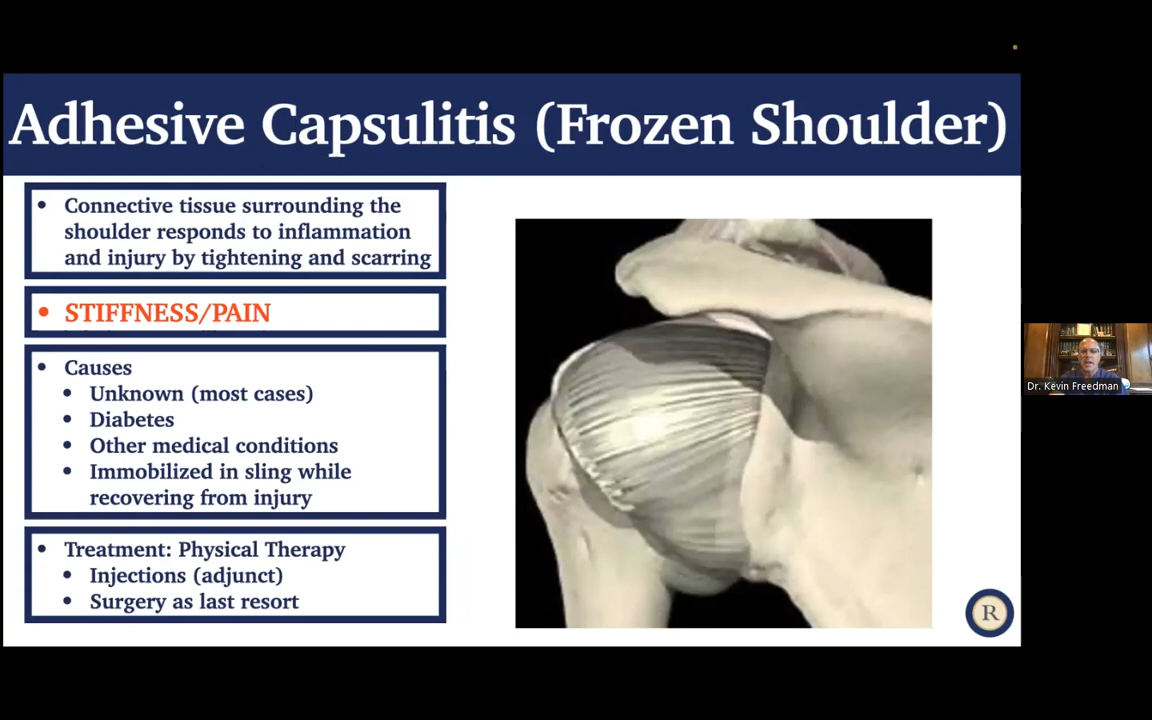 Adhesive Capsulitis (Frozen Shoulder)
• Connective tissue surrounding the
shoulder responds to inflammation
and injury by tightening and scarring
• STIFFNESS/PAIN
• Causes
• Unknown (most cases)
• Diabetes
• Other medical conditions
• Immobilized in sling while
recovering from injury
• Treatment: Physical Therapy
• Injections (adjunct)
• Surgery as last resort
R
Dr. Kevin Freedman